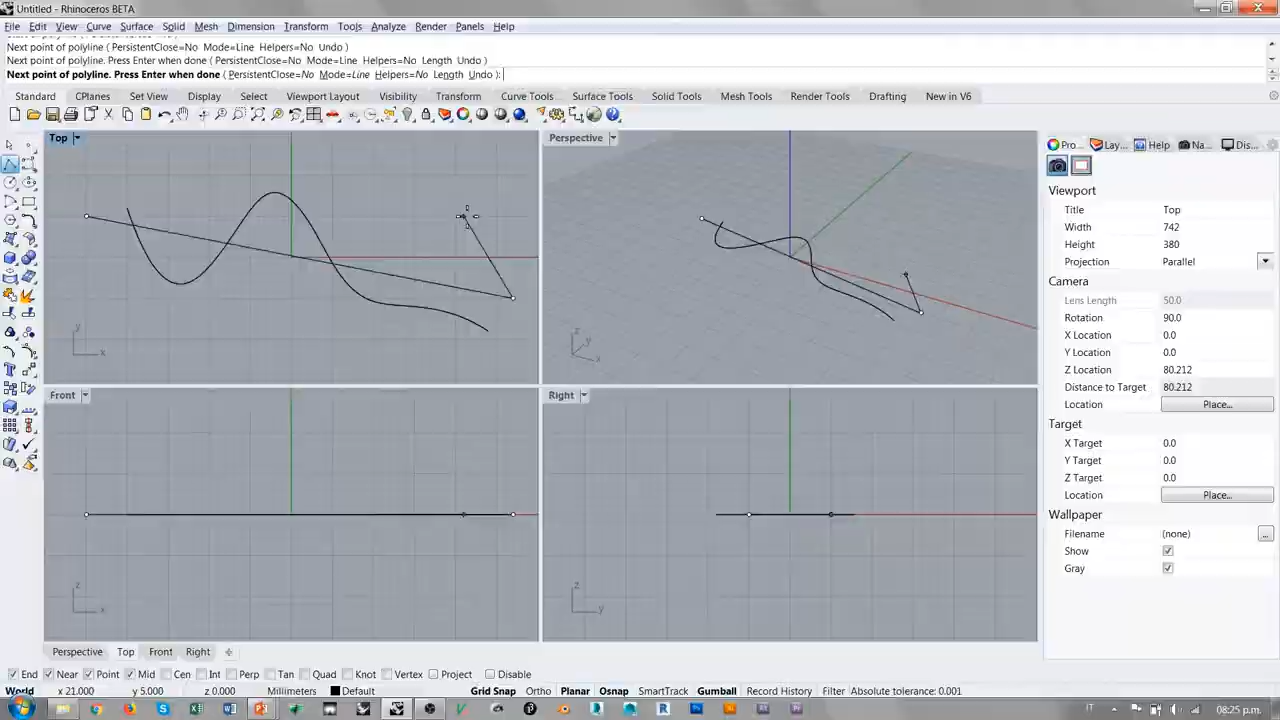 Untitled - Rhinoceros BETA
File Edit View Curve Surface Solid Mesh Dimension Transform Tools Analyze Render Panels Help
Next point of polyline ( PersistentClose=No Mode=Line Helpers=No Undo )
Next point of polyline. Press Enter when done ( PersistentClose=No Mode=Line Helpers=No Length Undo )
Next point of polyline. Press Enter when done ( PersistentClose=No Mode=Line Helpers=No Length Undo ):
Standard CPlanes Set View Display Select Viewport Layout Visibility Transform Curve Tools Surface Tools Solid Tools Mesh Tools Render Tools Drafting New in V6
Top Perspective Pro... Lay... Help Na... Dis...
Viewport
Title Top
Width 742
Height 380
Projection Parallel
Camera
Lens Length 50.0
Rotation 90.0
X Location 0.0
Y Location 0.0
Z Location 80.212
Distance to Target 80.212
Location Place...
Target
X Target 0.0
Y Target 0.0
Z Target 0.0
Location Place...
Wallpaper
Filename (none) ...
Show
Gray
y x
z y x
Front Right
z x
z y
Perspective Top Front Right
End Near Point Mid Cen Int Perp Tan Quad Knot Vertex Project Disable
World x 21.000 y 5.000 z 0.000 Millimeters Default Grid Snap Ortho Planar Osnap SmartTrack Gumball Record History Filter Absolute tolerance: 0.001
IT 08:25 p.m.